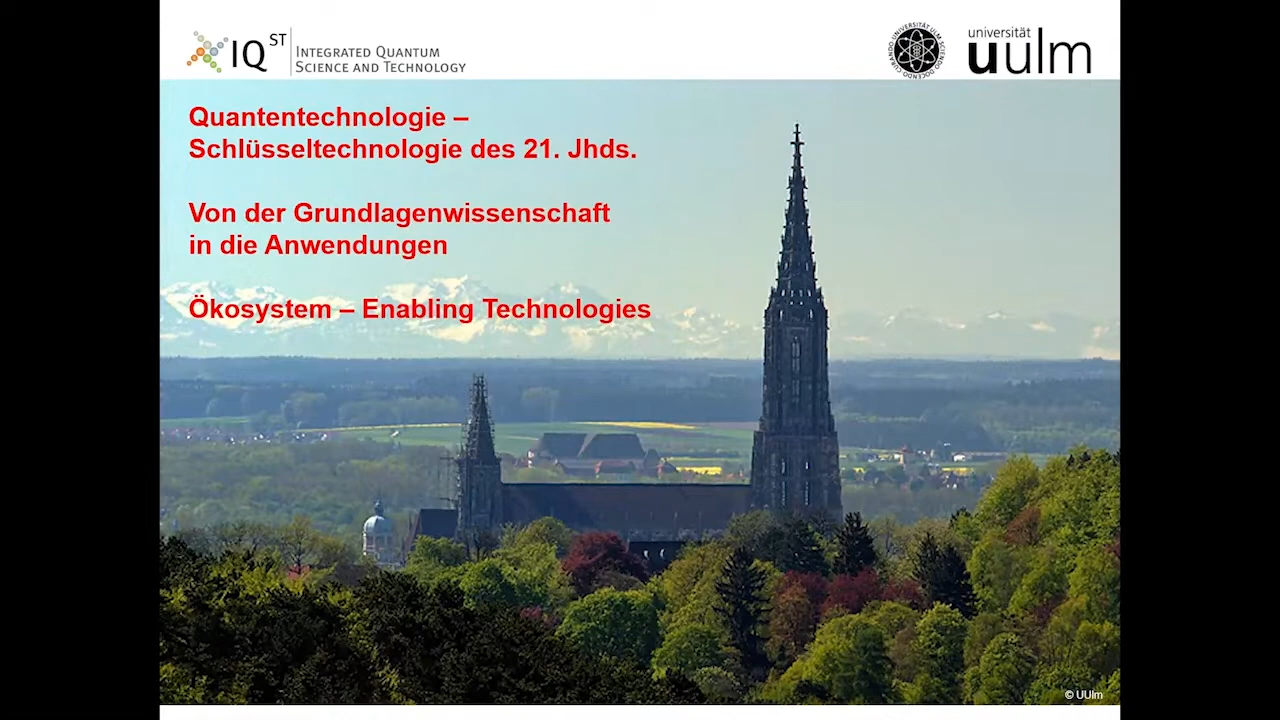 IQST
INTEGRATED QUANTUM
SCIENCE AND TECHNOLOGY
universität
uulm
Quantentechnologie –
Schlüsseltechnologie des 21. Jhds.
Von der Grundlagenwissenschaft
in die Anwendungen
Ökosystem – Enabling Technologies
© UUlm